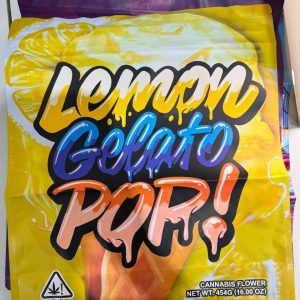 Lemon
Gelato
POP!
CANNABIS FLOWER
NET WT. 454G (16.00 OZ)